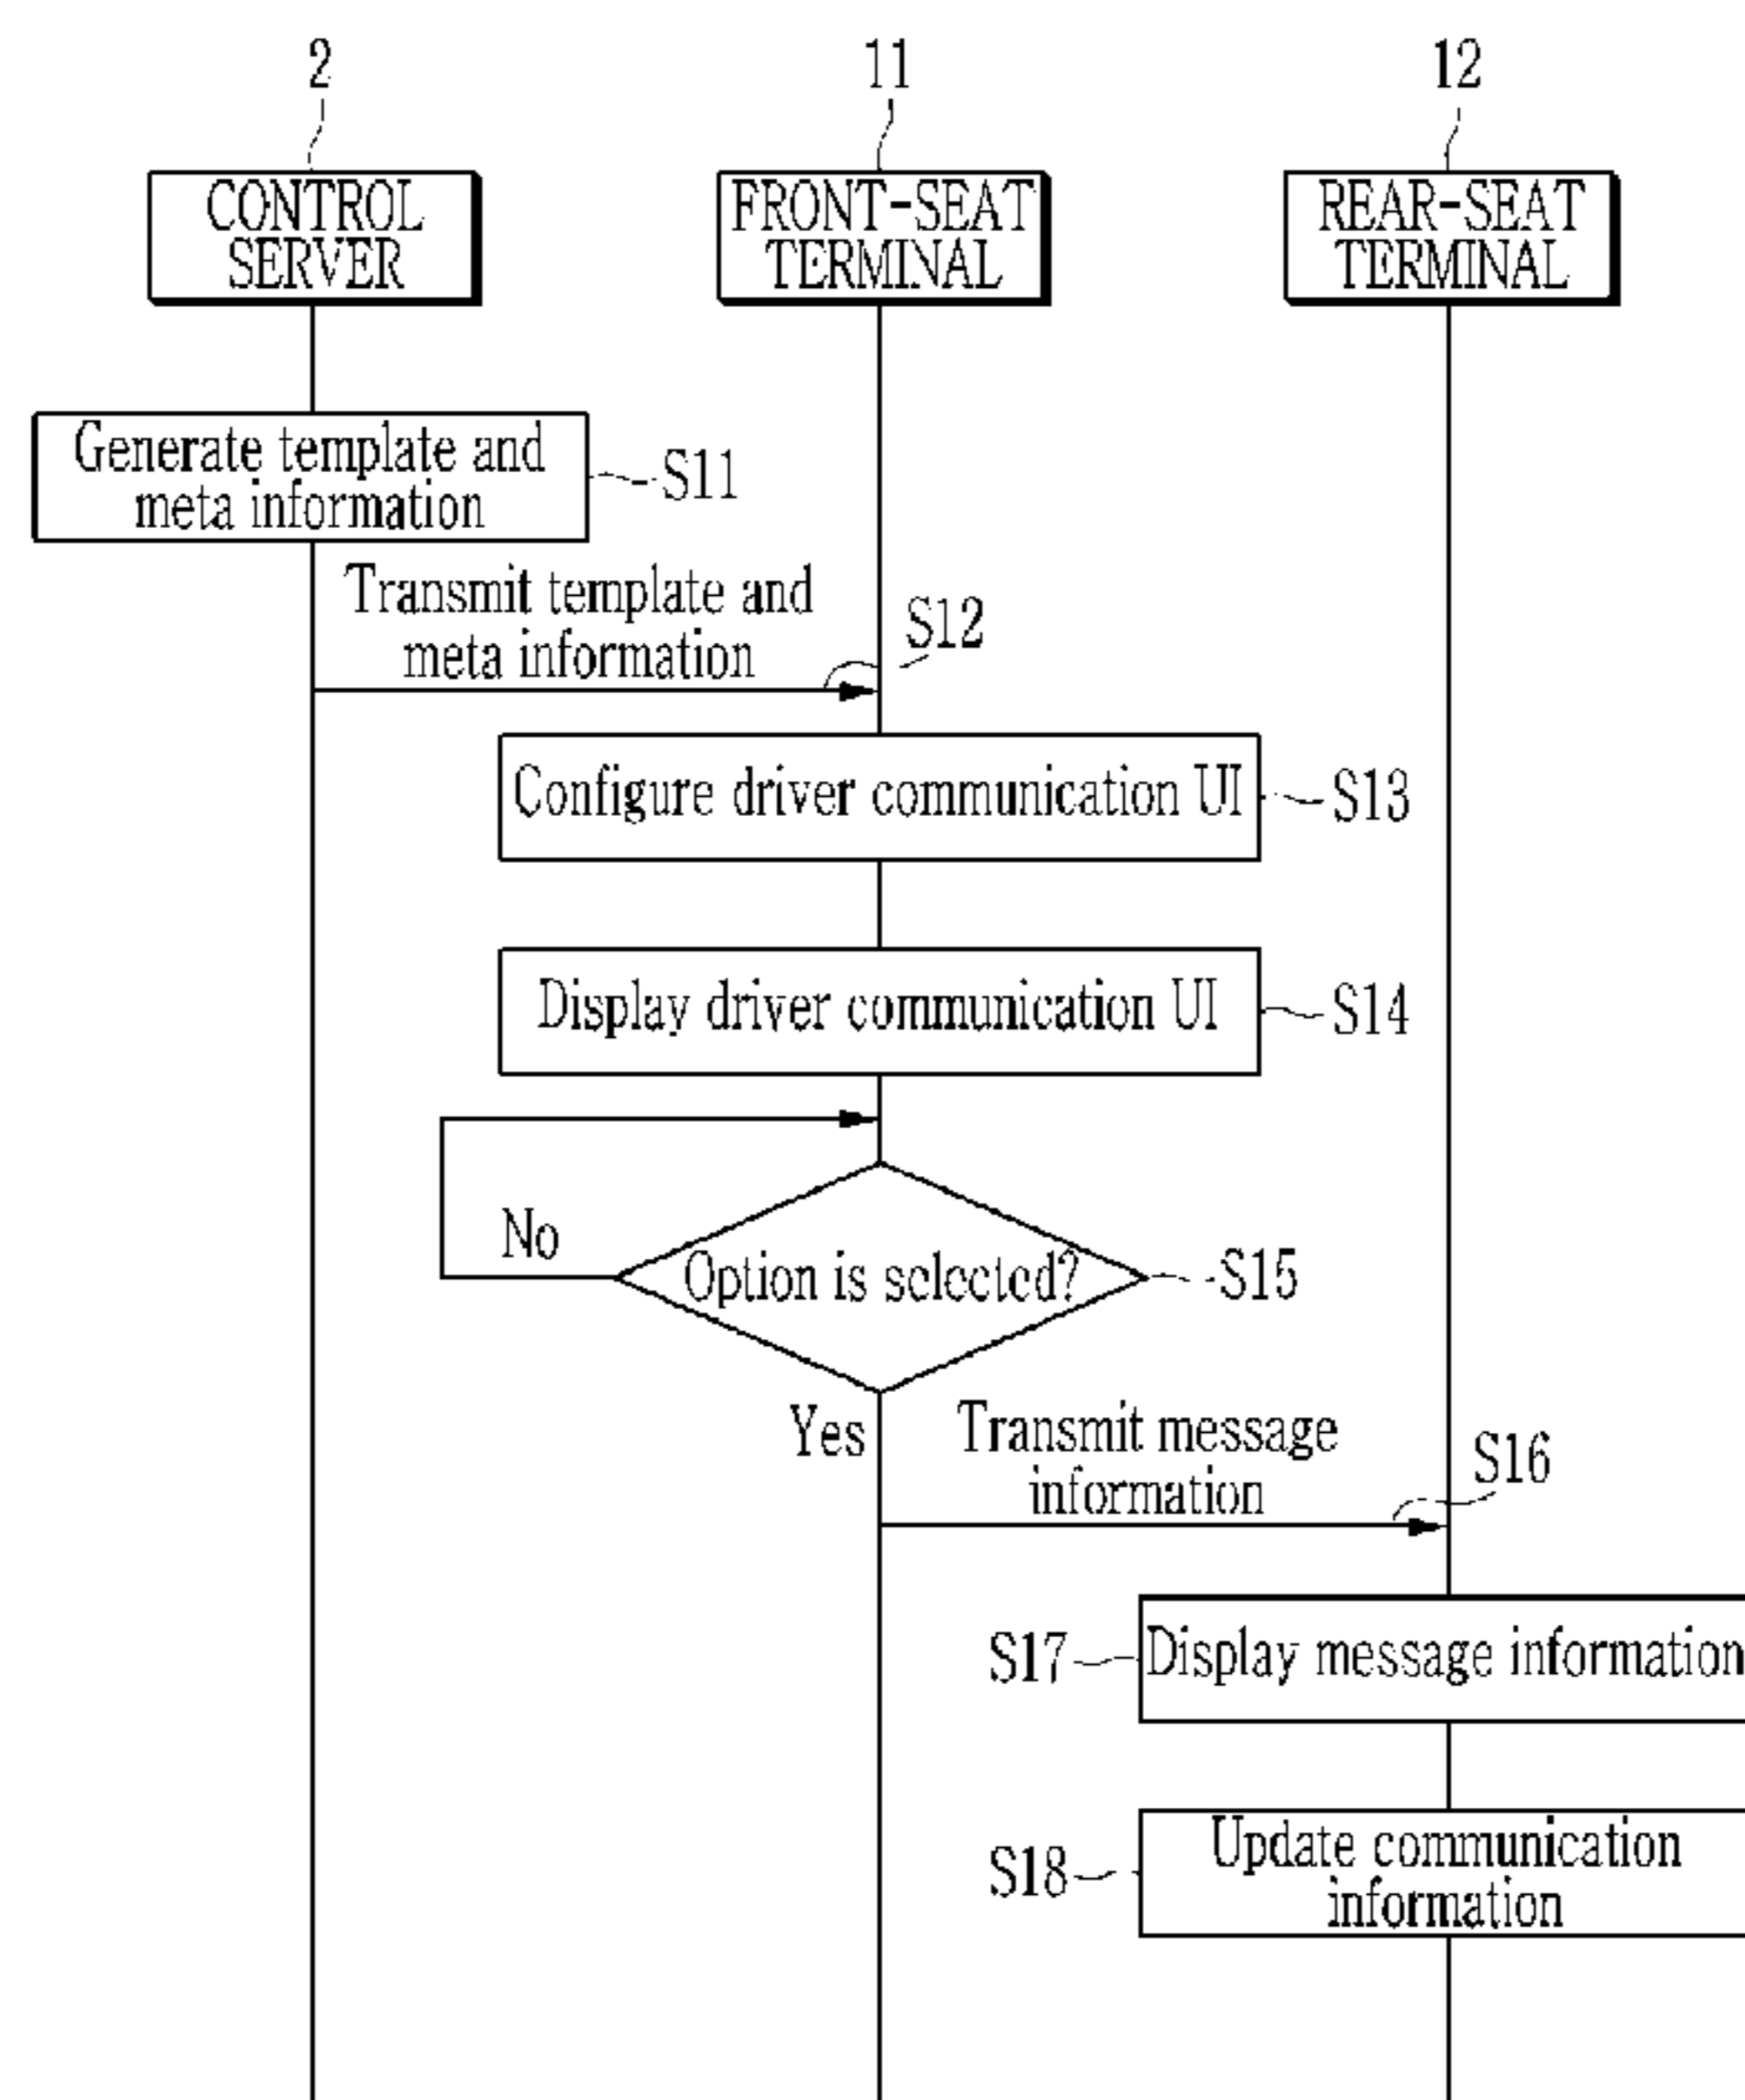 2
11
12
CONTROL
SERVER
FRONT-SEAT
TERMINAL
REAR-SEAT
TERMINAL
Generate template and
meta information
S11
Transmit template and
meta information
S12
Configure driver communication UI
S13
Display driver communication UI
S14
No
Option is selected?
S15
Yes
Transmit message
information
S16
S17
Display message information
S18
Update communication
information